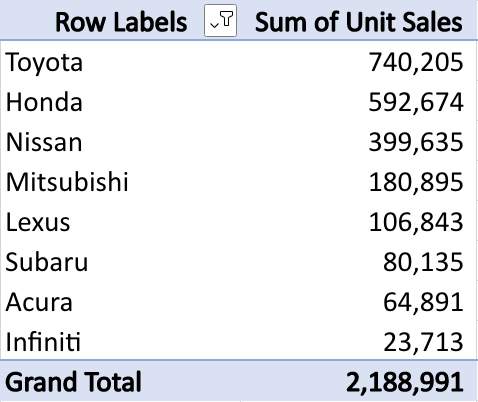 Row Labels Sum of Unit Sales
Toyota 740,205
Honda 592,674
Nissan 399,635
Mitsubishi 180,895
Lexus 106,843
Subaru 80,135
Acura 64,891
Infiniti 23,713
Grand Total 2,188,991